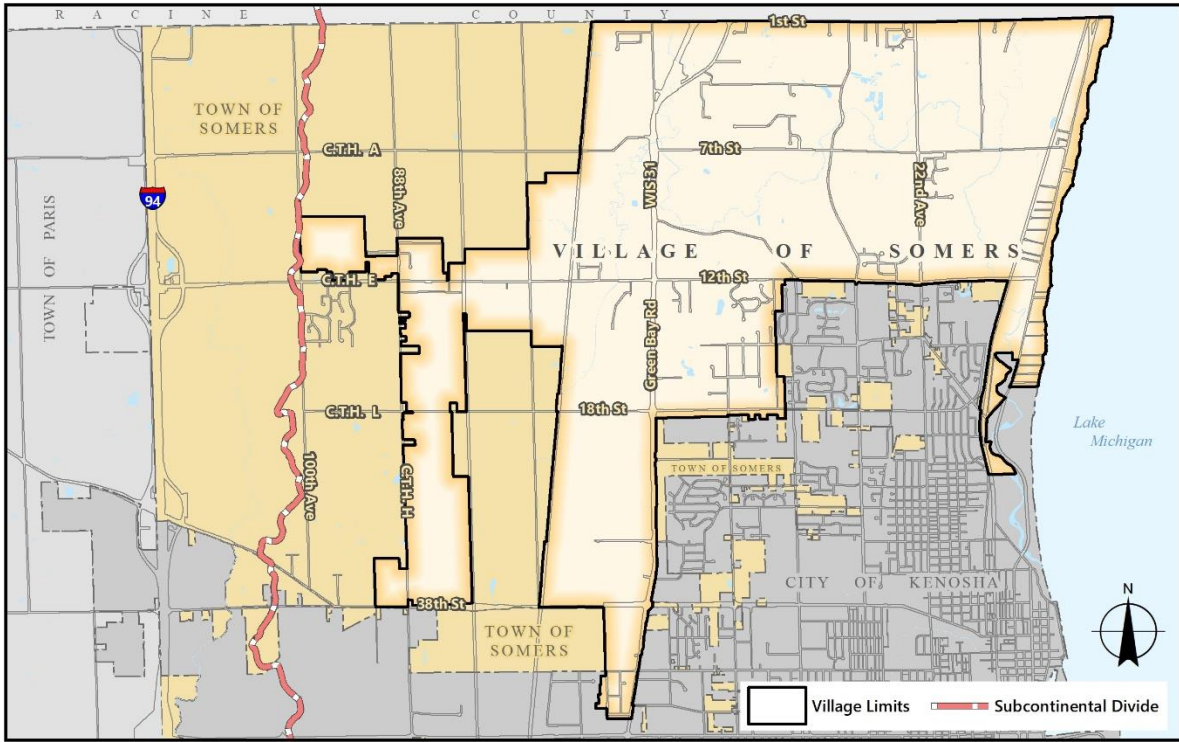 RACINE COUNTY
1st St
TOWN OF
SOMERS
C.T.H. A
7th St
88th Ave
WIS 31
22nd Ave
94
TOWN OF PARIS
VILLAGE OF SOMERS
C.T.H. E
12th St
Green Bay Rd
C.T.H. L
18th St
Lake
Michigan
100th Ave
C.T.H. H
TOWN OF SOMERS
CITY OF KENOSHA
38th St
TOWN OF
SOMERS
N
Village Limits
Subcontinental Divide